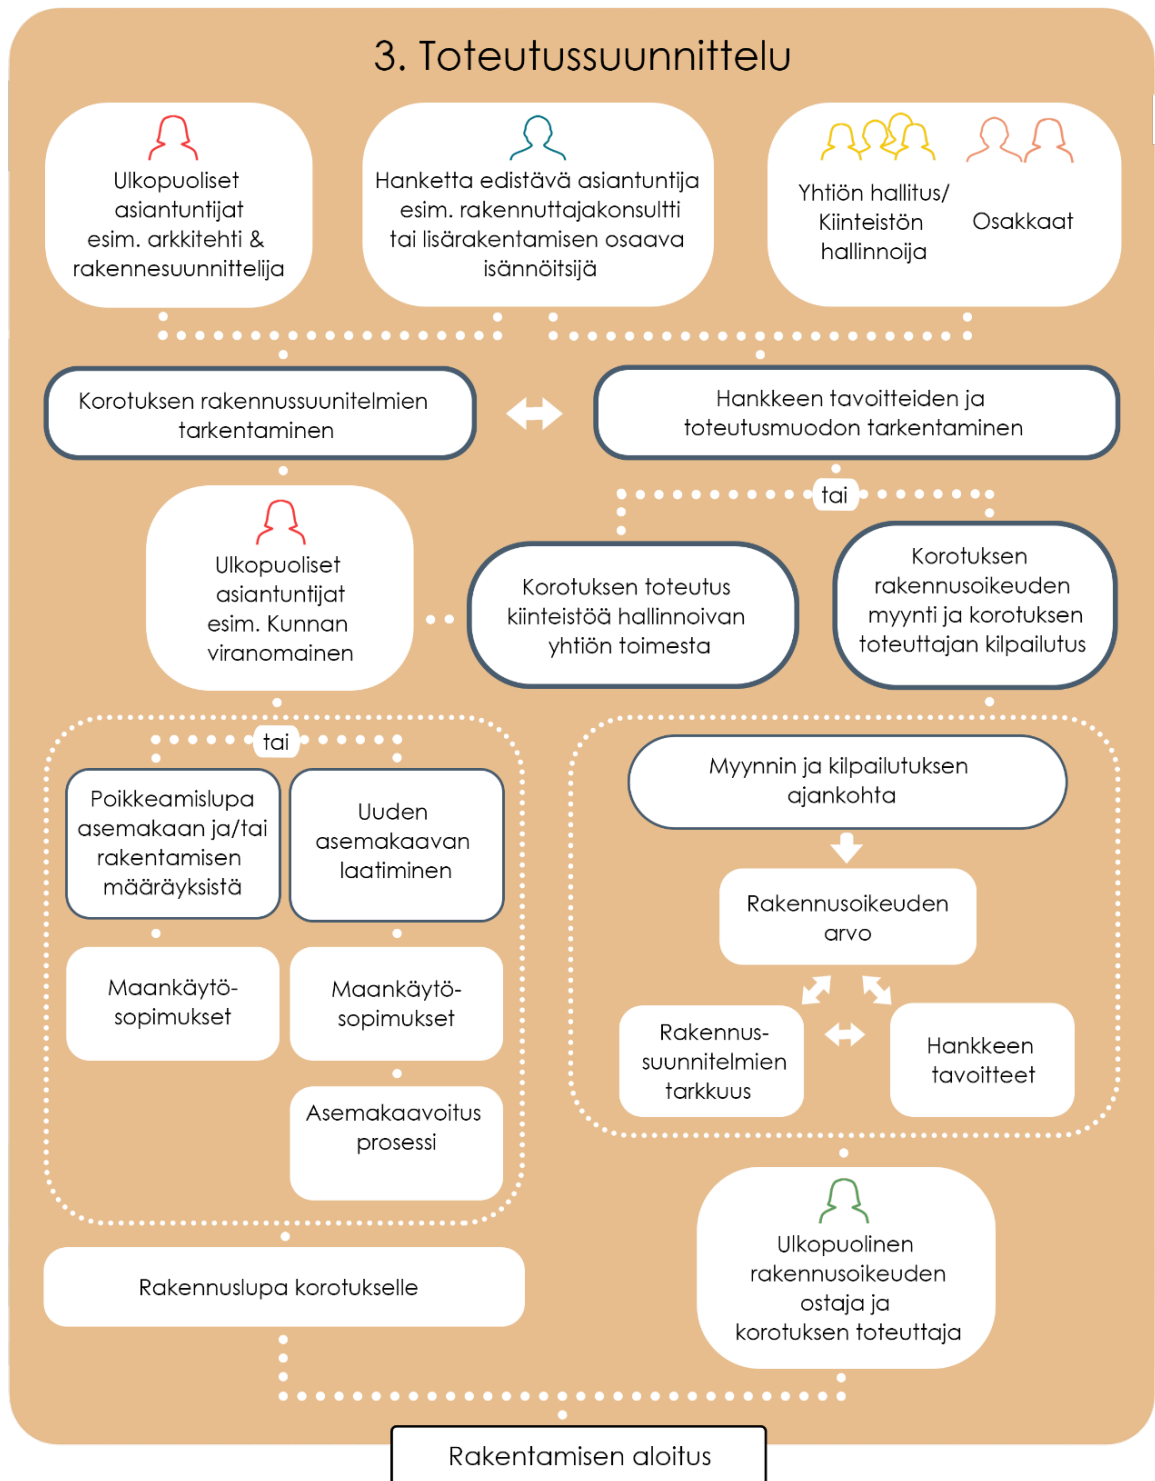 3. Toteutussuunnittelu
Ulkopuoliset
asiantuntijat
esim. arkkitehti &
rakennesuunnittelija
Hanketta edistävä asiantuntija
esim. rakennuttajakonsultti
tai lisärakentamisen osaava
isännöitsijä
Yhtiön hallitus/
Kiinteistön
hallinnoija
Osakkaat
Korotuksen rakennussuunitelmien
tarkentaminen
Hankkeen tavoitteiden ja
toteutusmuodon tarkentaminen
tai
Ulkopuoliset
asiantuntijat
esim. Kunnan
viranomainen
Korotuksen toteutus
kiinteistöä hallinnoivan
yhtiön toimesta
Korotuksen
rakennusoikeuden
myynti ja korotuksen
toteuttajan kilpailutus
tai
Poikkeamislupa
asemakaan ja/tai
rakentamisen
määräyksistä
Uuden
asemakaavan
laatiminen
Maankäytö-
sopimukset
Maankäytö-
sopimukset
Asemakaavoitus
prosessi
Myynnin ja kilpailutuksen
ajankohta
Rakennusoikeuden
arvo
Rakennus-
suunnitelmien
tarkkuus
Hankkeen
tavoitteet
Rakennuslupa korotukselle
Ulkopuolinen
rakennusoikeuden
ostaja ja
korotuksen toteuttaja
Rakentamisen aloitus